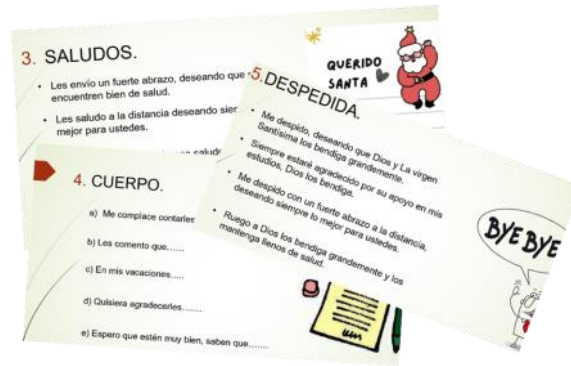 3. SALUDOS.
• Les envío un fuerte abrazo, deseando que
encuentren bien de salud.
• Les saludo a la distancia deseando
mejor para ustedes.
QUERIDO
SANTA
4. CUERPO.
a) Me complace
b) Les comento que......
c) En mis vacaciones.....
d) Quisiera agradecerles........
e) Espero que estén muy bien, saben que........
5. DESPEDIDA.
• Me despido, deseando que Dios y La virgen
Santísima los bendiga grandemente.
• Siempre estaré agradecido por su apoyo en mis
estudios, Dios los bendiga.
• Me despido con un fuerte abrazo a la distancia,
deseando siempre lo mejor para ustedes.
• Ruego a Dios los bendiga grandemente y los
mantenga llenos de salud.
BYE BYE